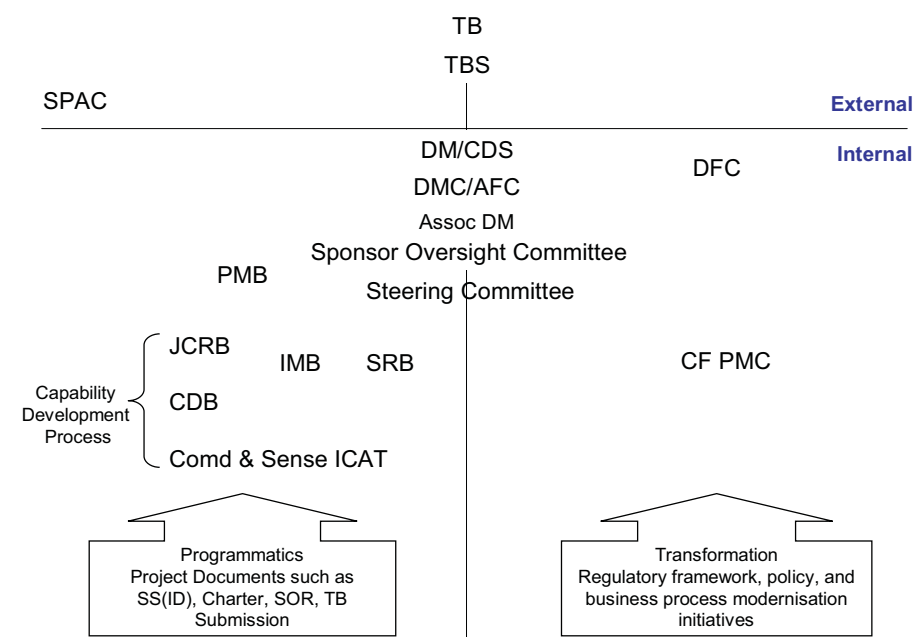 TB
TBS
SPAC
External
Internal
DM/CDS
DFC
DMC/AFC
Assoc DM
Sponsor Oversight Committee
PMB
Steering Committee
JCRB
IMB
SRB
CF PMC
Capability
Development
Process
CDB
Comd & Sense ICAT
Programmatics
Project Documents such as
SS(ID), Charter, SOR, TB
Submission
Transformation
Regulatory framework, policy, and
business process modernisation
initiatives